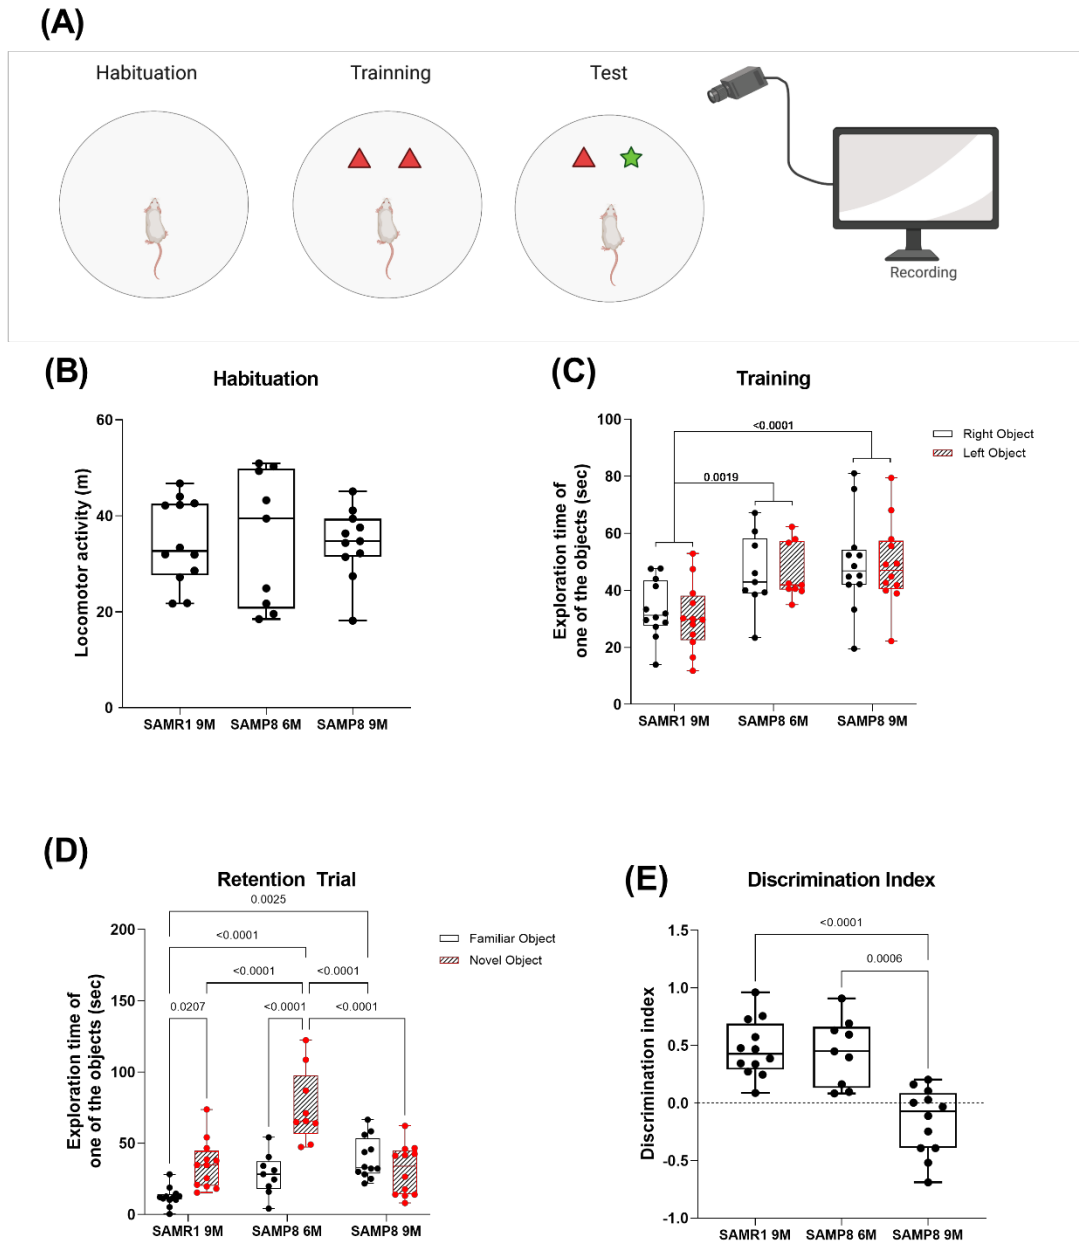 (A)
Habituation
Trainning
Test
Recording
(B)
Habituation
Locomotor activity (m)
60
40
20
0
SAMR1 9M
SAMP8 6M
SAMP8 9M
(C)
Training
Exploration time of
one of the objects (sec)
100
80
60
40
20
0
<0.0001
0.0019
Right Object
Left Object
SAMR1 9M
SAMP8 6M
SAMP8 9M
(D)
Retention Trial
Exploration time of
one of the objects (sec)
200
150
100
50
0
0.0025
<0.0001
<0.0001
<0.0001
0.0207
<0.0001
<0.0001
Familiar Object
Novel Object
SAMR1 9M
SAMP8 6M
SAMP8 9M
(E)
Discrimination Index
Discrimination index
1.5
1.0
0.5
0.0
-0.5
-1.0
<0.0001
0.0006
SAMR1 9M
SAMP8 6M
SAMP8 9M